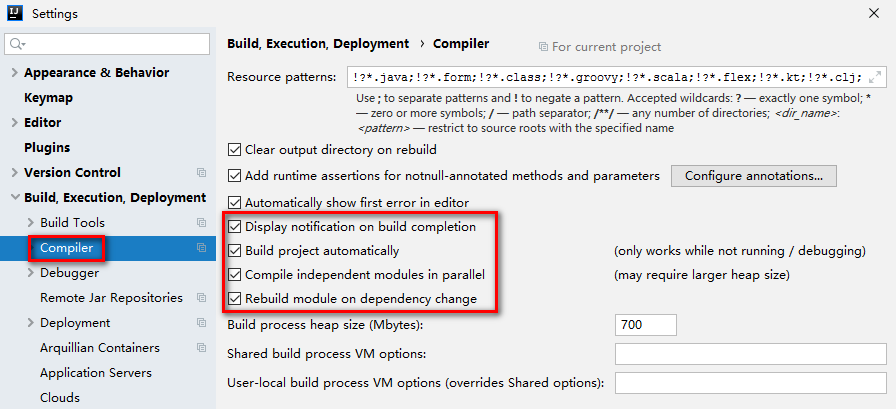 IJ Settings
Build, Execution, Deployment › Compiler For current project
Appearance & Behavior
Keymap
Editor
Plugins
Version Control
Build, Execution, Deployment
Build Tools
Compiler
Debugger
Remote Jar Repositories
Deployment
Arquillian Containers
Application Servers
Clouds
Resource patterns: !?*.java;!?*.form;!?*.class;!?*.groovy;!?*.scala;!?*.flex;!?*.kt;!?*.clj;
Use ; to separate patterns and ! to negate a pattern. Accepted wildcards: ? — exactly one symbol; *
— zero or more symbols; / — path separator; /**/ — any number of directories; <dir_name>:
<pattern> — restrict to source roots with the specified name
Clear output directory on rebuild
Add runtime assertions for notnull-annotated methods and parameters Configure annotations...
Automatically show first error in editor
Display notification on build completion
Build project automatically (only works while not running / debugging)
Compile independent modules in parallel (may require larger heap size)
Rebuild module on dependency change
Build process heap size (Mbytes): 700
Shared build process VM options:
User-local build process VM options (overrides Shared options):